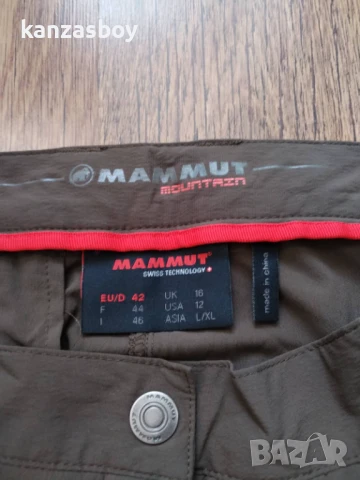 kanzasboy
MAMMUT
MOUNTAIN
MAMMUT
SWISS TECHNOLOGY
EU/D 42 UK 16
F 44 USA 12
I 46 ASIA L/XL
made in china
MAMMUT
MAMMUT
BAZAR